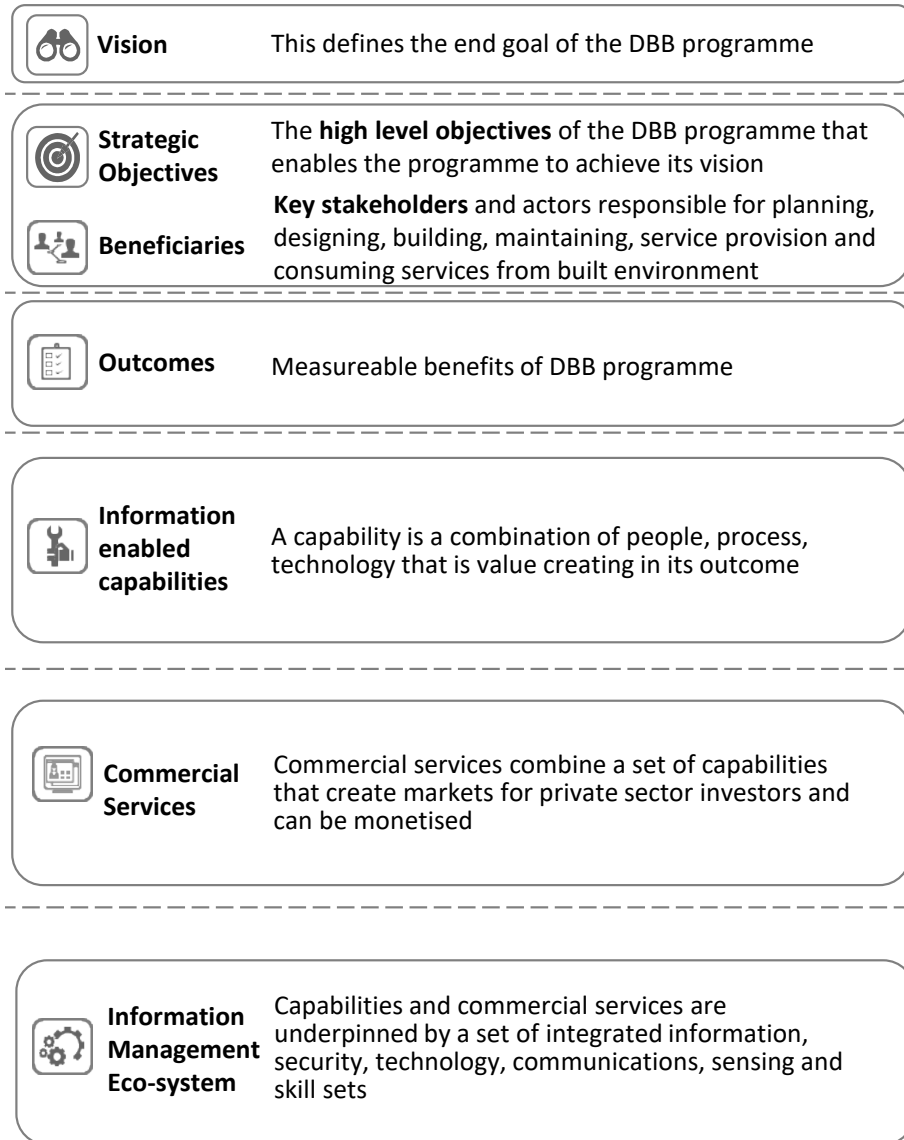 Vision
This defines the end goal of the DBB programme
Strategic
Objectives
The high level objectives of the DBB programme that
enables the programme to achieve its vision
Beneficiaries
Key stakeholders and actors responsible for planning,
designing, building, maintaining, service provision and
consuming services from built environment
Outcomes
Measureable benefits of DBB programme
Information
enabled
capabilities
A capability is a combination of people, process,
technology that is value creating in its outcome
Commercial
Services
Commercial services combine a set of capabilities
that create markets for private sector investors and
can be monetised
Information
Management
Eco-system
Capabilities and commercial services are
underpinned by a set of integrated information,
security, technology, communications, sensing and
skill sets